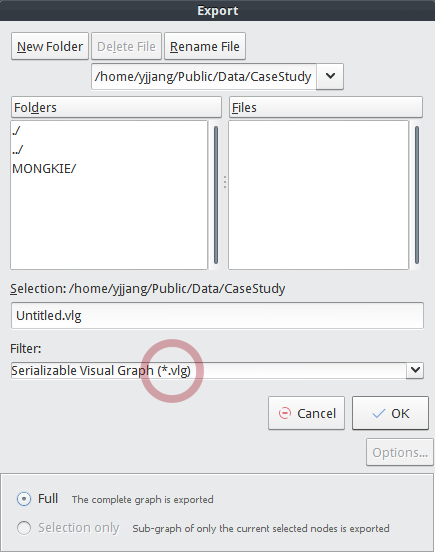 Export
New Folder Delete File Rename File
/home/yjjang/Public/Data/CaseStudy
Folders Files
./
../
MONGKIE/
Selection: /home/yjjang/Public/Data/CaseStudy
Untitled.vlg
Filter:
Serializable Visual Graph (*.vlg)
Cancel OK
Options...
Full The complete graph is exported
Selection only Sub-graph of only the current selected nodes is exported